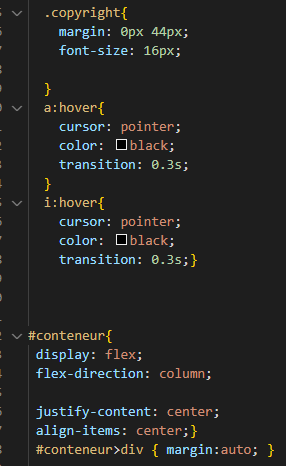 .copyright{
margin: 0px 44px;
font-size: 16px;
}
a:hover{
cursor: pointer;
color: black;
transition: 0.3s;
}
i:hover{
cursor: pointer;
color: black;
transition: 0.3s;}
#conteneur{
display: flex;
flex-direction: column;
justify-content: center;
align-items: center;}
#conteneur>div { margin:auto; }